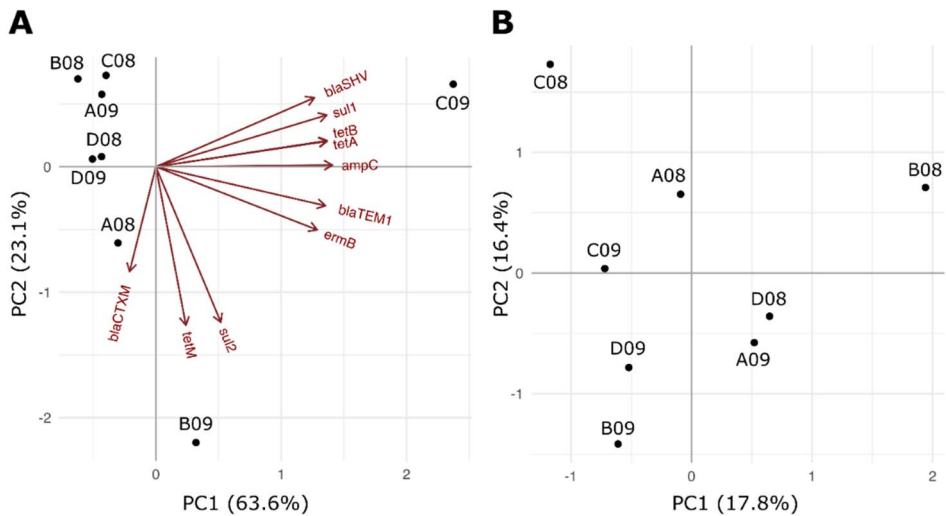 A
B08
C08
A09
D08
D09
A08
B09
C09
blaSHV
sul1
tetB
tetA
ampC
blaTEM1
ermB
blaCTXM
tetM
sul2
0
-1
-2
0
1
2
PC2 (23.1%)
PC1 (63.6%)
B
C08
B08
A08
C09
D08
A09
D09
B09
1
0
-1
-1
0
1
2
PC2 (16.4%)
PC1 (17.8%)